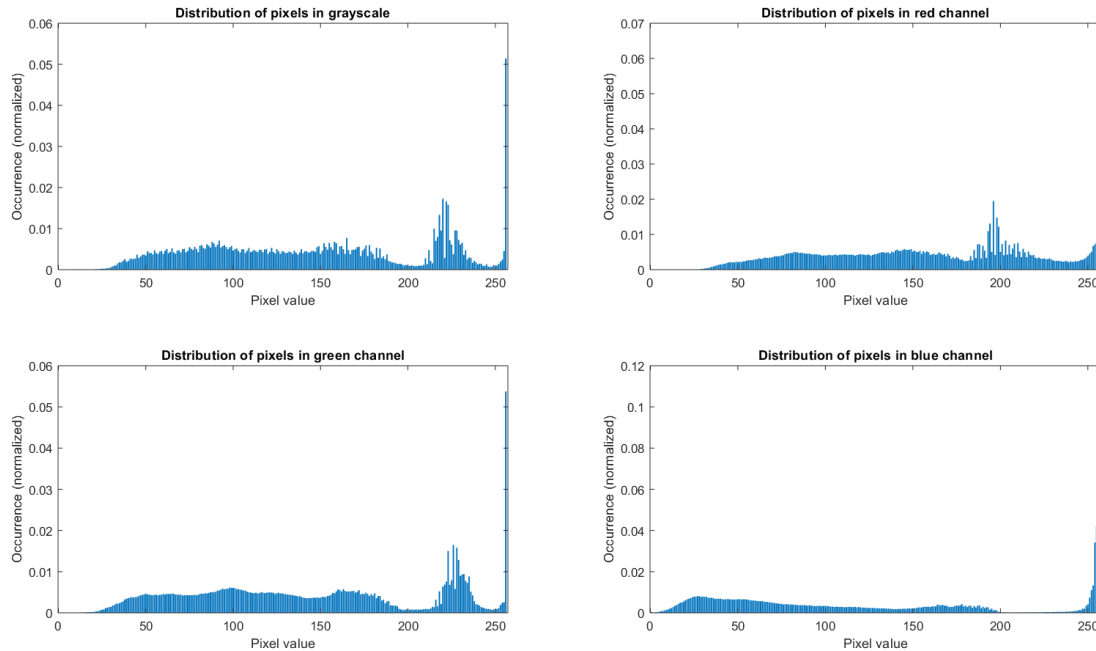 Distribution of pixels in grayscale
0.06
0.05
0.04
0.03
0.02
0.01
0
Occurrence (normalized)
0 50 100 150 200 250
Pixel value
Distribution of pixels in red channel
0.07
0.06
0.05
0.04
0.03
0.02
0.01
0
Occurrence (normalized)
0 50 100 150 200 250
Pixel value
Distribution of pixels in green channel
0.06
0.05
0.04
0.03
0.02
0.01
0
Occurrence (normalized)
0 50 100 150 200 250
Pixel value
Distribution of pixels in blue channel
0.12
0.1
0.08
0.06
0.04
0.02
0
Occurrence (normalized)
0 50 100 150 200 250
Pixel value